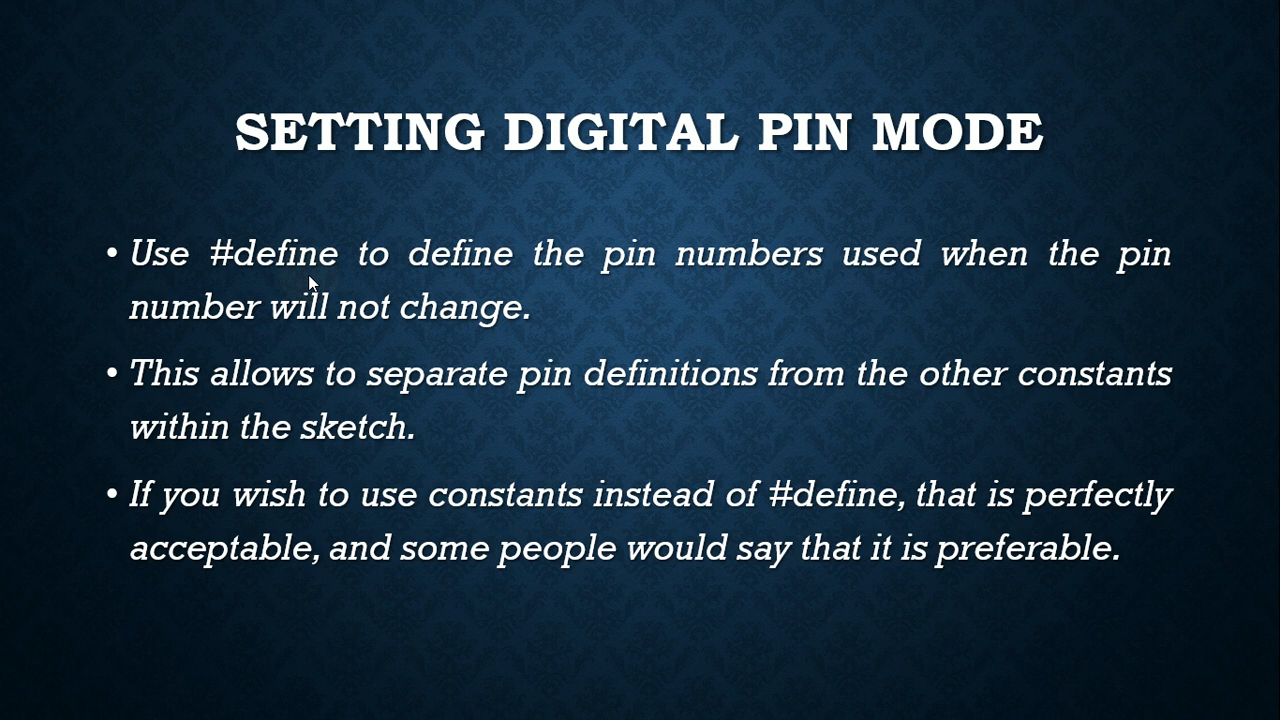 SETTING DIGITAL PIN MODE
• Use #define to define the pin numbers used when the pin
number will not change.
• This allows to separate pin definitions from the other constants
within the sketch.
• If you wish to use constants instead of #define, that is perfectly
acceptable, and some people would say that it is preferable.